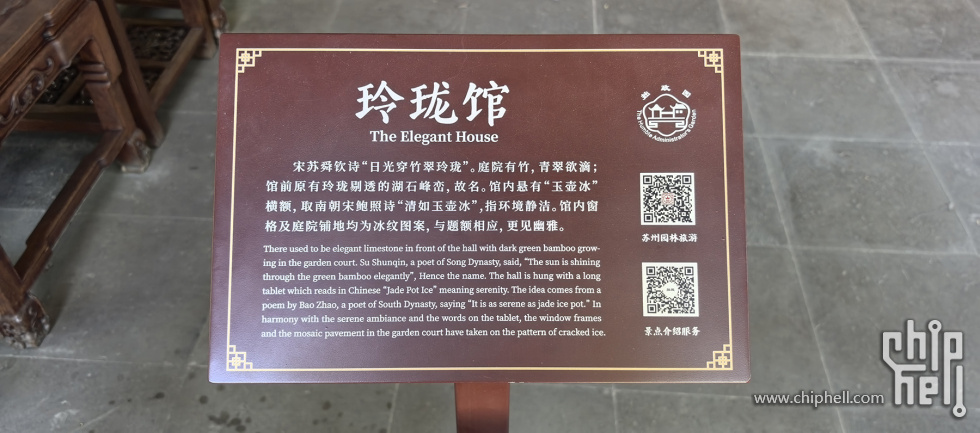 玲珑馆
The Elegant House
宋苏舜钦诗“日光穿竹翠玲珑”。庭院有竹，青翠欲滴；
馆前原有玲珑剔透的湖石峰峦，故名。馆内悬有“玉壶冰”
横额，取南朝宋鲍照诗“清如玉壶冰”，指环境静洁。馆内窗
格及庭院铺地均为冰纹图案，与题额相应，更见幽雅。
There used to be elegant limestone in front of the hall with dark green bamboo grow-
ing in the garden court. Su Shunqin, a poet of Song Dynasty, said, “The sun is shining
through the green bamboo elegantly”, Hence the name. The hall is hung with a long
tablet which reads in Chinese “Jade Pot Ice” meaning serenity. The idea comes from a
poem by Bao Zhao, a poet of South Dynasty, saying “It is as serene as jade ice pot.” In
harmony with the serene ambiance and the words on the tablet, the window frames
and the mosaic pavement in the garden court have taken on the pattern of cracked ice.
拙政园
The Humble Administrator's Garden
苏州园林旅游
景点介绍服务
chip
hell
www.chiphell.com